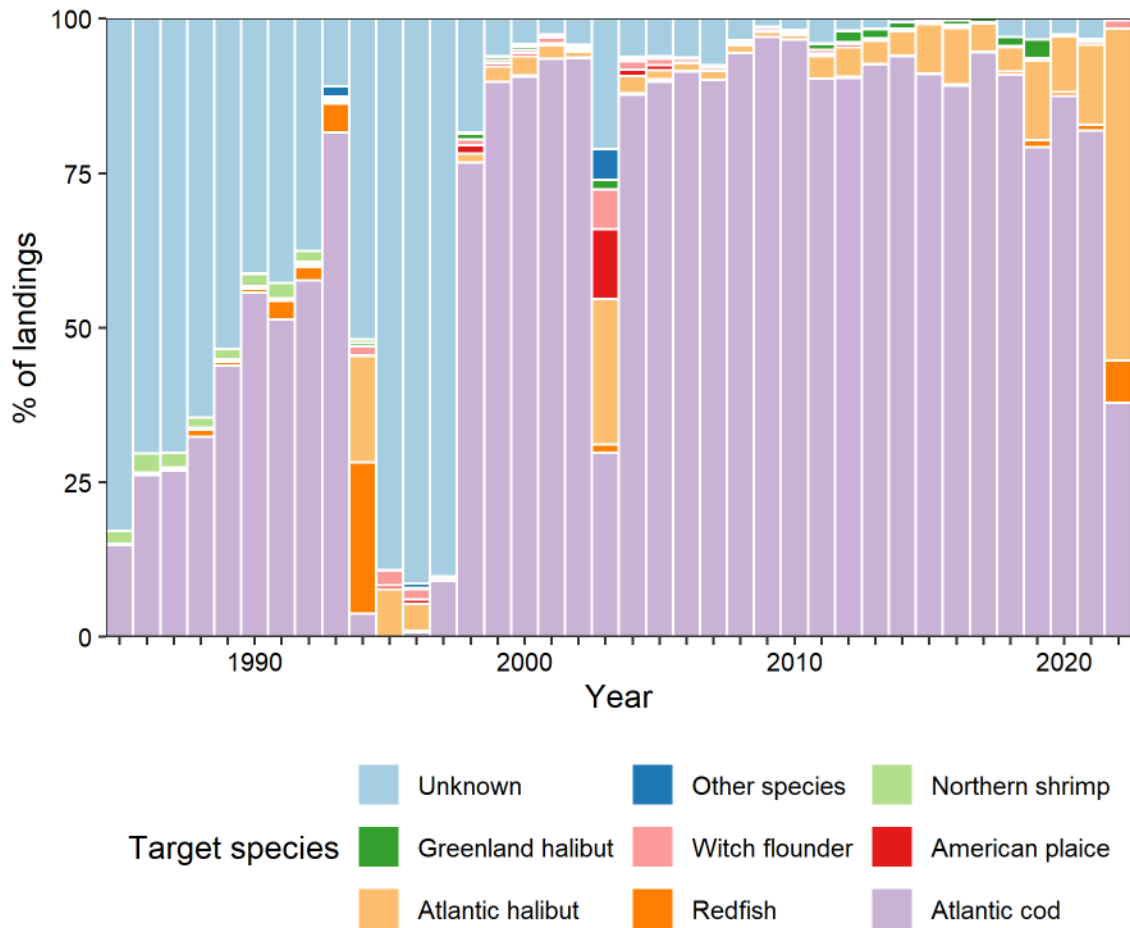 100
75
50
25
0
% of landings
1990 2000 2010 2020
Year
Target species
Unknown Other species Northern shrimp
Greenland halibut Witch flounder American plaice
Atlantic halibut Redfish Atlantic cod